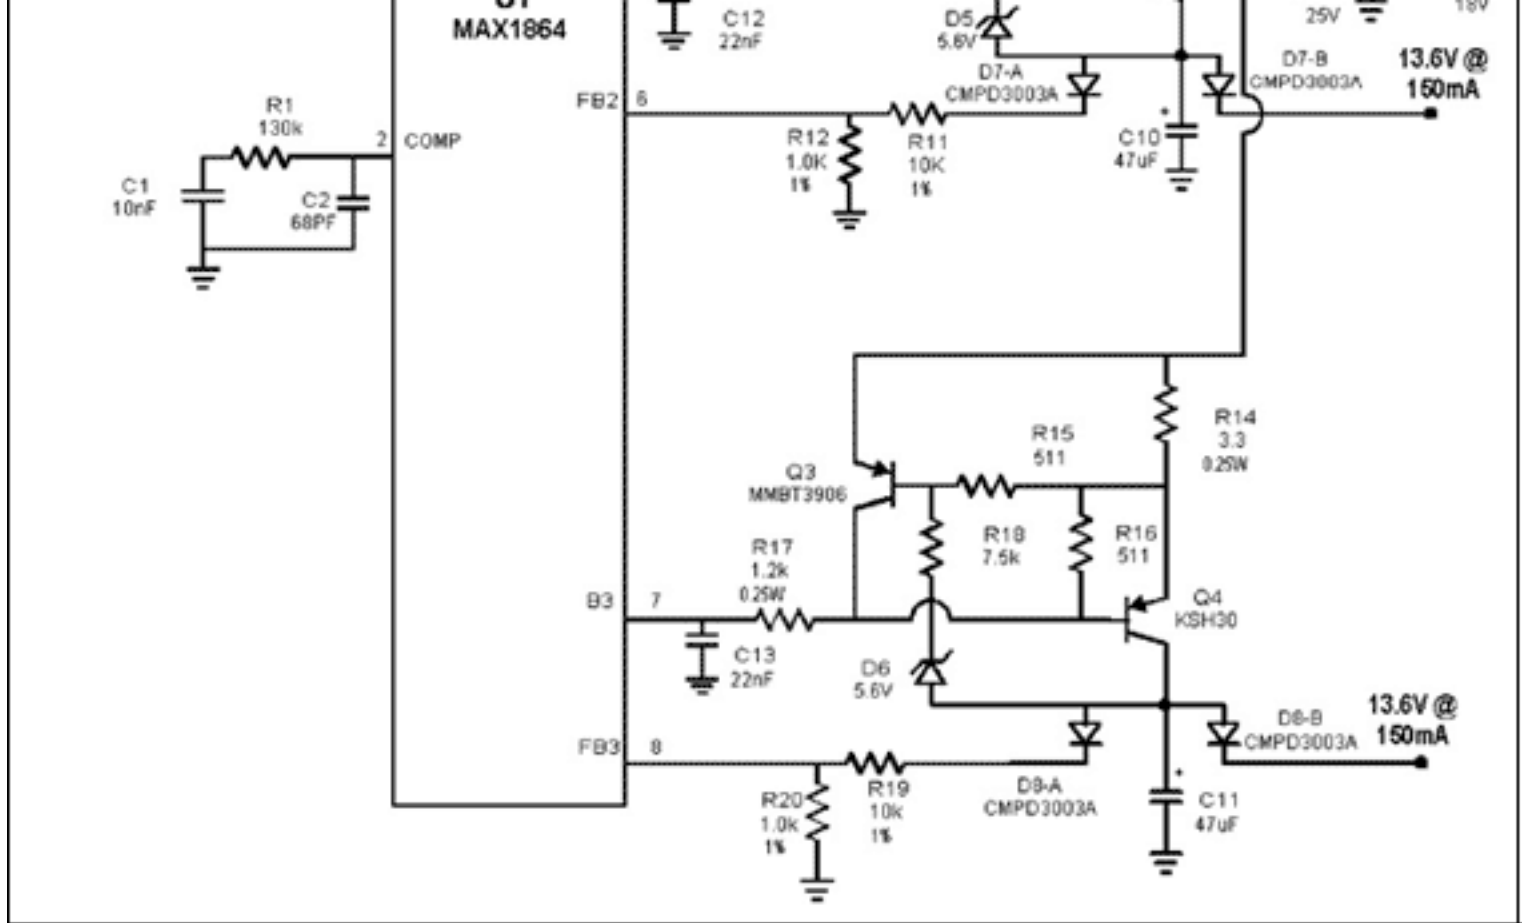 MAX1864
C12
22nF
D5
5.6V
25V
18V
13.6V @
150mA
D7-A
CMPD3003A
D7-B
CMPD3003A
FB2
6
R1
130k
2
COMP
C1
10nF
C2
68PF
R12
1.0K
1%
R11
10K
1%
C10
+
47uF
R14
3.3
0.25W
R15
511
Q3
MMBT3906
R18
7.5k
R16
511
R17
1.2k
0.25W
B3
7
Q4
KSH30
C13
22nF
D6
5.6V
13.6V @
150mA
D8-B
CMPD3003A
FB3
8
R20
1.0k
1%
R19
10k
1%
D8-A
CMPD3003A
+
C11
47uF